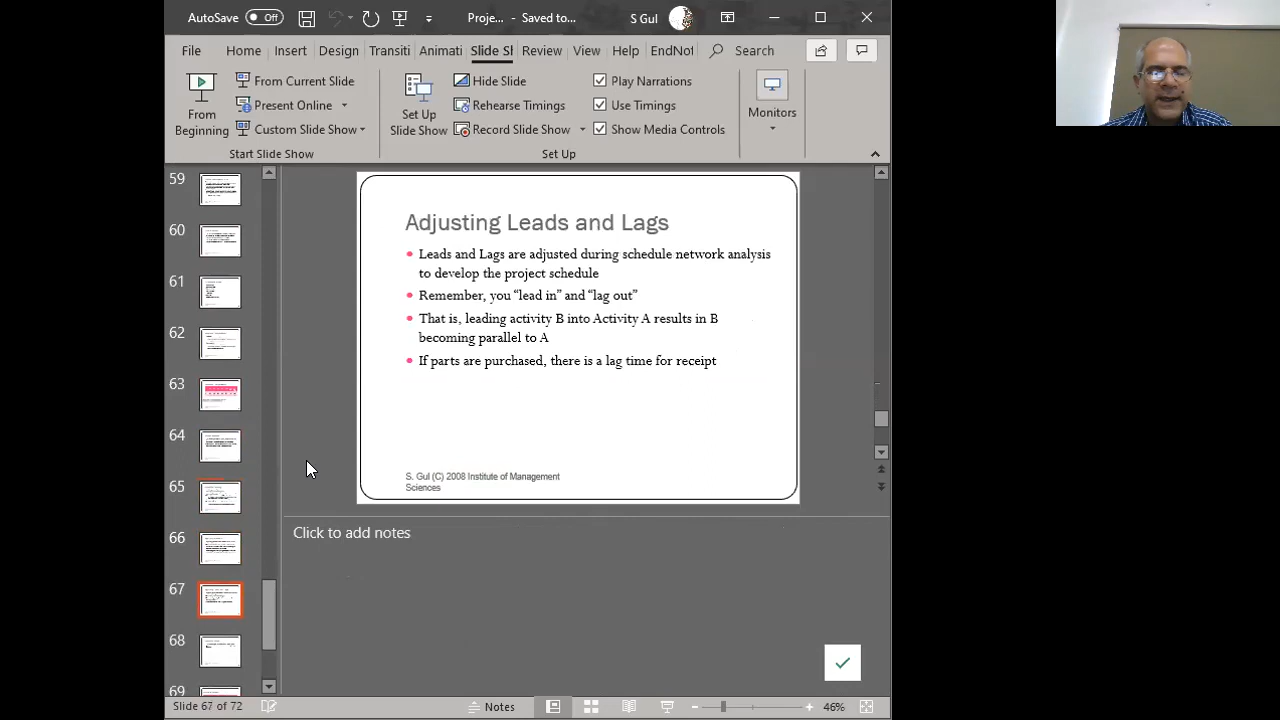 AutoSave Off Proje... - Saved to... S Gul
File Home Insert Design Transiti Animati Slide Sl Review View Help EndNot Search
From Beginning
From Current Slide
Present Online
Custom Slide Show
Start Slide Show
Set Up Slide Show
Hide Slide
Rehearse Timings
Record Slide Show
Play Narrations
Use Timings
Show Media Controls
Set Up
Monitors
59
60
61
62
63
64
65
66
67
68
69
Adjusting Leads and Lags
Leads and Lags are adjusted during schedule network analysis
to develop the project schedule
Remember, you “lead in” and “lag out”
That is, leading activity B into Activity A results in B
becoming parallel to A
If parts are purchased, there is a lag time for receipt
S. Gul (C) 2008 Institute of Management
Sciences
Click to add notes
Slide 67 of 72 Notes 46%